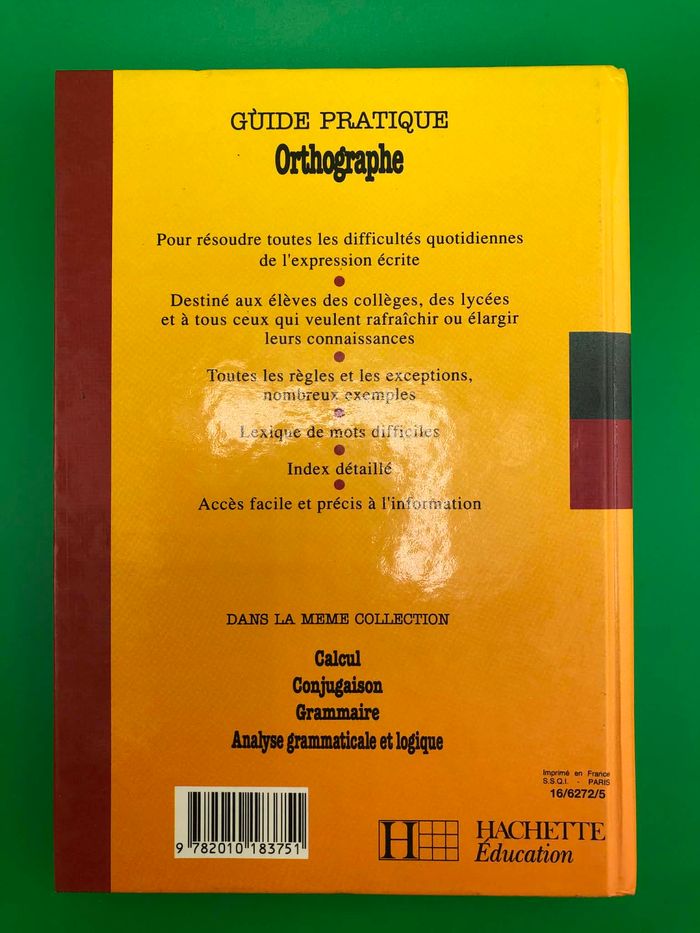 GUIDE PRATIQUE
Orthographe
Pour résoudre toutes les difficultés quotidiennes
de l'expression écrite
Destiné aux élèves des collèges, des lycées
et à tous ceux qui veulent rafraîchir ou élargir
leurs connaissances
Toutes les règles et les exceptions,
nombreux exemples
Lexique de mots difficiles
Index détaillé
Accès facile et précis à l'information
DANS LA MEME COLLECTION
Calcul
Conjugaison
Grammaire
Analyse grammaticale et logique
Imprimé en France
S.S.Q.I. - PARIS
16/6272/5
9 782010 183751
H HACHETTE
Éducation